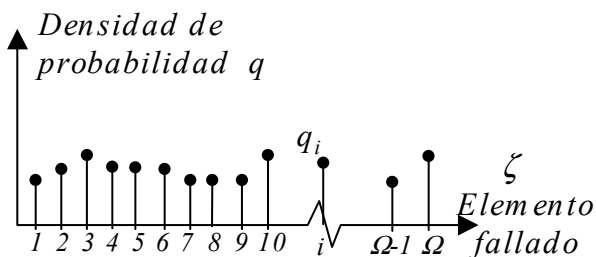 Densidad de
probabilidad q
q_i
ζ
Elemento
fallado
1 2 3 4 5 6 7 8 9 10 i Ω-1 Ω